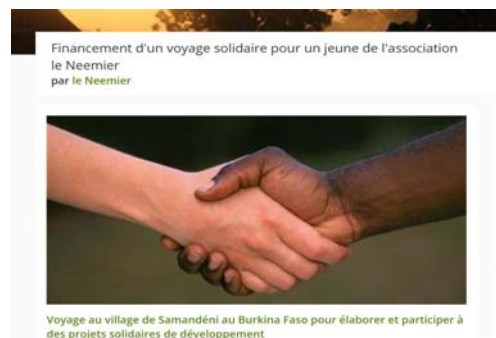 Financement d'un voyage solidaire pour un jeune de l'association
le Neemier
par le Neemier
Voyage au village de Samandéni au Burkina Faso pour élaborer et participer à
des projets solidaires de développement